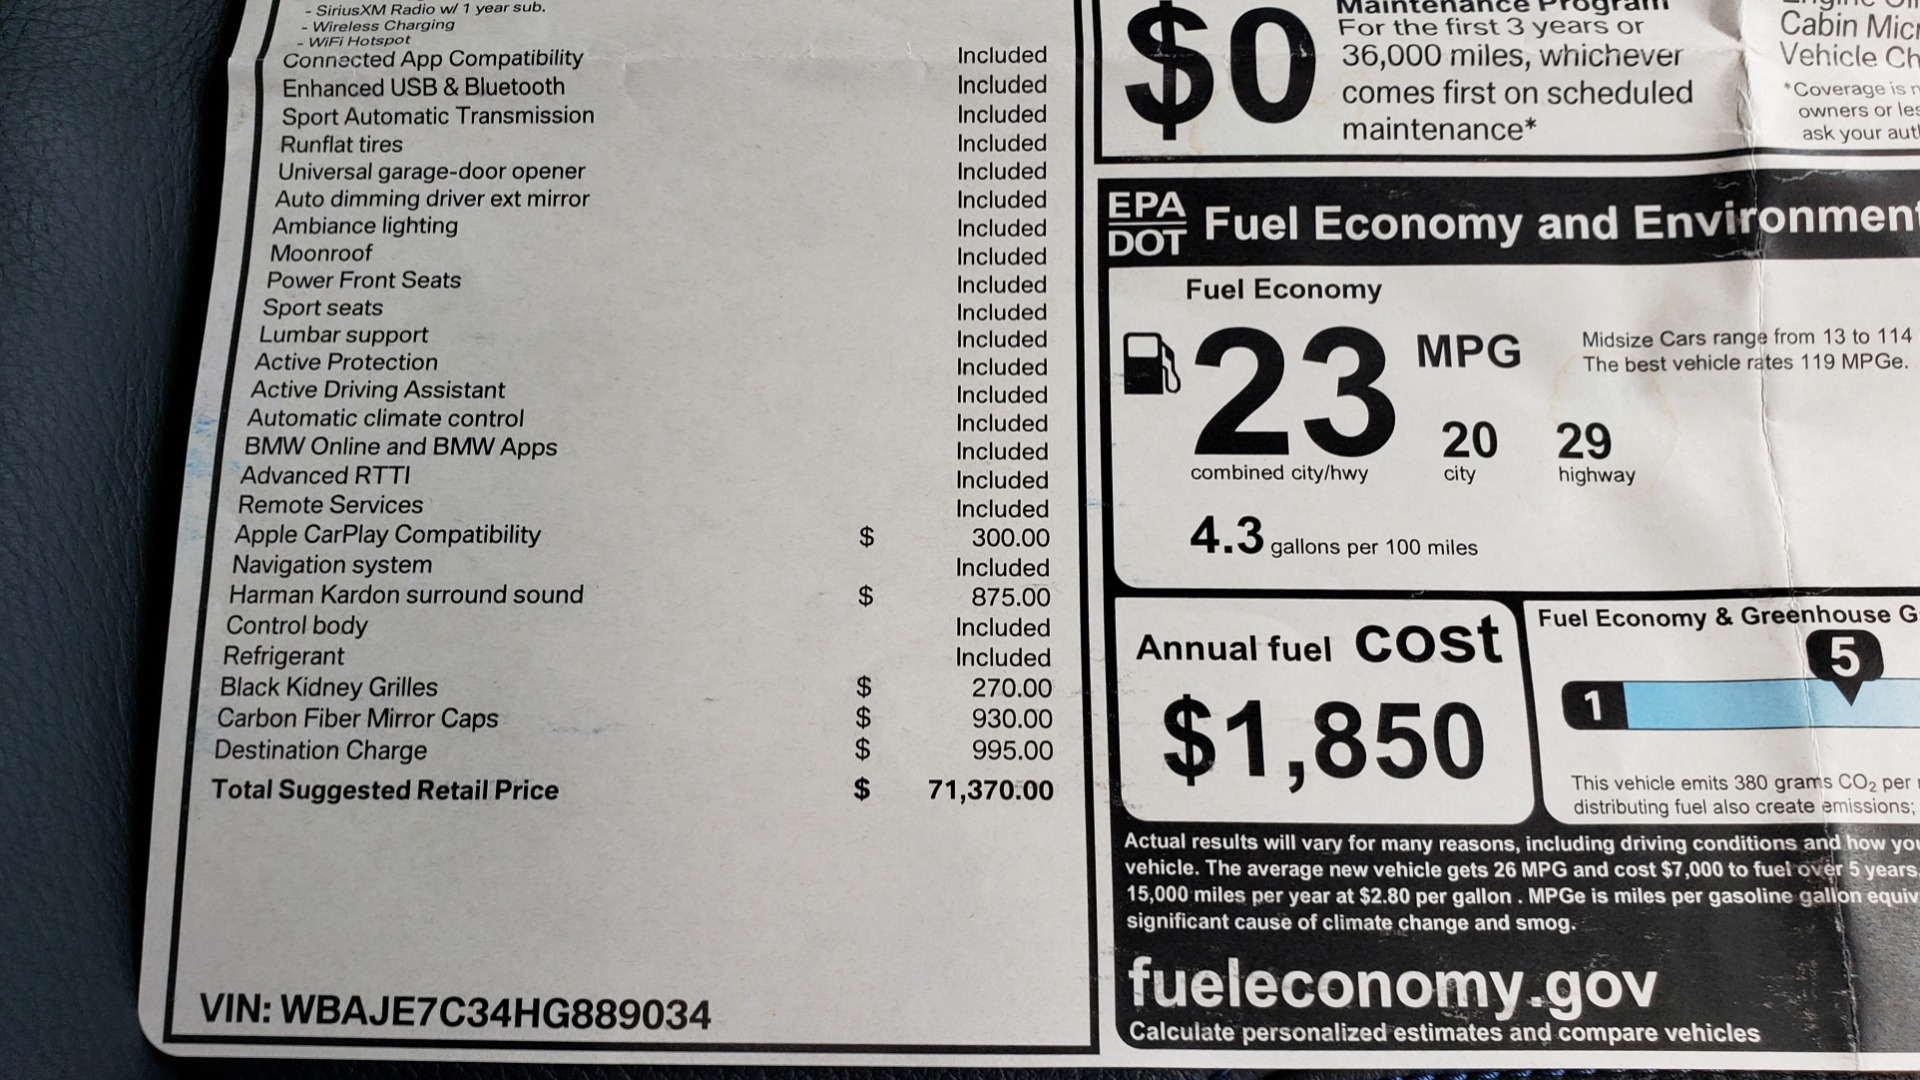 - SiriusXM Radio w/ 1 year sub.
- Wireless Charging
- WiFi Hotspot
Connected App Compatibility Included
Enhanced USB & Bluetooth Included
Sport Automatic Transmission Included
Runflat tires Included
Universal garage-door opener Included
Auto dimming driver ext mirror Included
Ambiance lighting Included
Moonroof Included
Power Front Seats Included
Sport seats Included
Lumbar support Included
Active Protection Included
Active Driving Assistant Included
Automatic climate control Included
BMW Online and BMW Apps Included
Advanced RTTI Included
Remote Services Included
Apple CarPlay Compatibility $ 300.00
Navigation system Included
Harman Kardon surround sound $ 875.00
Control body Included
Refrigerant Included
Black Kidney Grilles $ 270.00
Carbon Fiber Mirror Caps $ 930.00
Destination Charge $ 995.00
Total Suggested Retail Price $ 71,370.00
VIN: WBAJE7C34HG889034
$0
Maintenance Program
For the first 3 years or
36,000 miles, whichever
comes first on scheduled
maintenance*
Cabin Micr
Vehicle Ch
*Coverage is n
owners or les
ask your auth
EPA
DOT
Fuel Economy and Environment
Fuel Economy
23 MPG
combined city/hwy
20
city
29
highway
Midsize Cars range from 13 to 114
The best vehicle rates 119 MPGe.
4.3 gallons per 100 miles
Annual fuel cost
$1,850
Fuel Economy & Greenhouse G
5
1
This vehicle emits 380 grams CO2 per
distributing fuel also create emissions;
Actual results will vary for many reasons, including driving conditions and how you
vehicle. The average new vehicle gets 26 MPG and cost $7,000 to fuel over 5 years.
15,000 miles per year at $2.80 per gallon . MPGe is miles per gasoline gallon equiv
significant cause of climate change and smog.
fueleconomy.gov
Calculate personalized estimates and compare vehicles